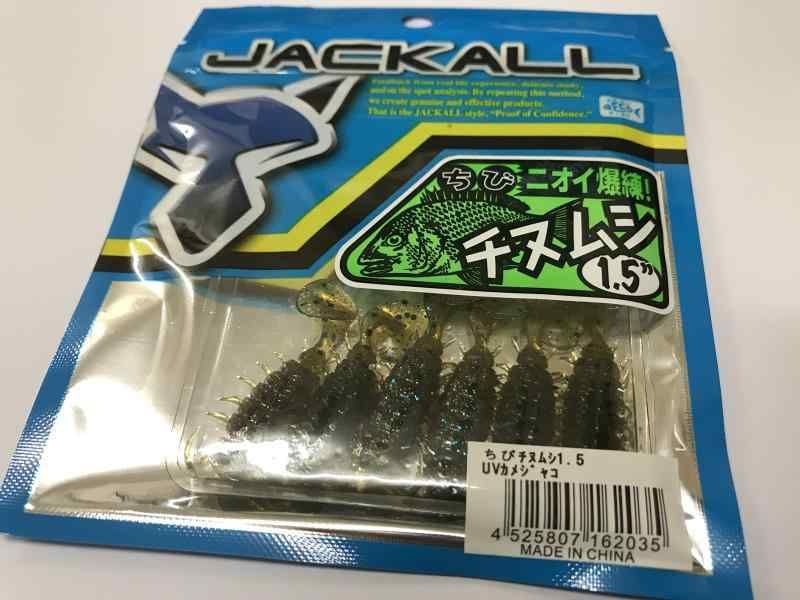 JACKALL
Feedback from real life experience, delicate study,
and on the spot analysis. By repeating this method,
we create genuine and effective products.
That is the JACKALL style, "Proof of Confidence."
ちび ニオイ爆練!
チヌムシ
1.5"
ちびチヌムシ1.5
UVカメジャコ
4 525807 162035
MADE IN CHINA